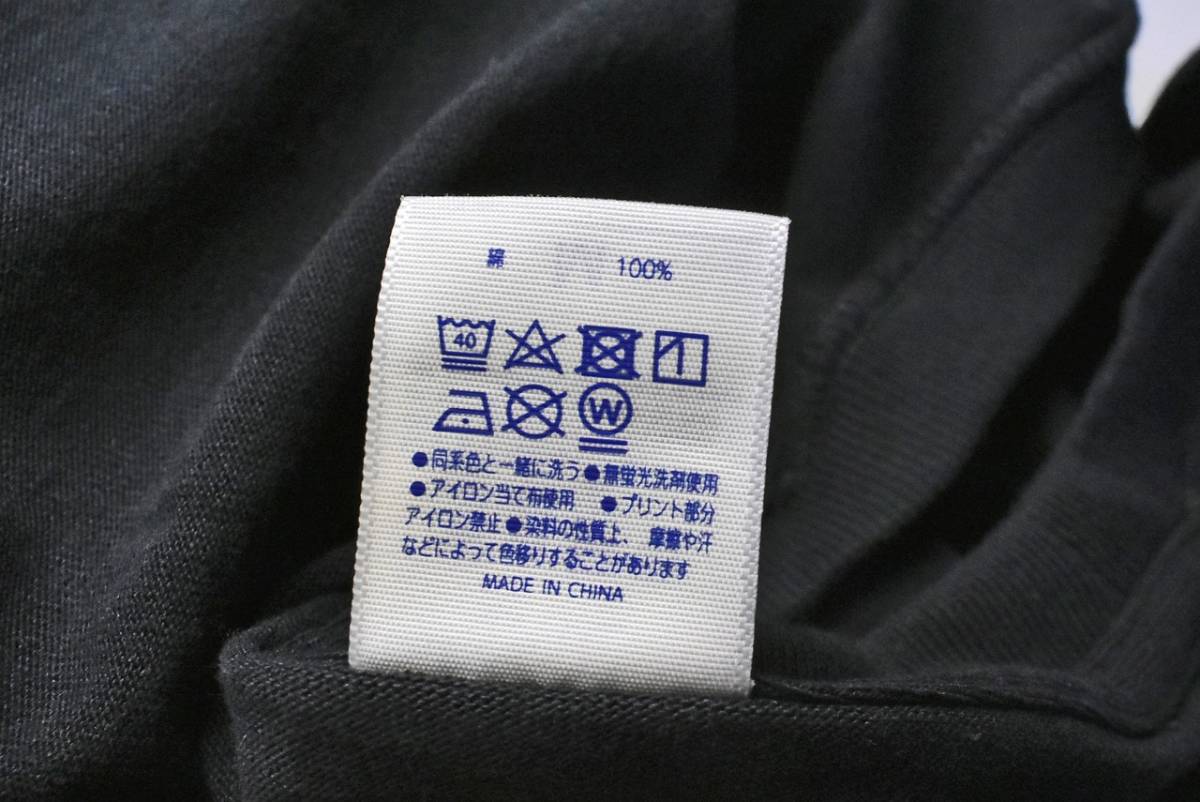 綿 100%
40
W
●同系色と一緒に洗う●無蛍光洗剤使用
●アイロン当て布使用 ●プリント部分
アイロン禁止●染料の性質上、摩擦や汗
などによって色移りすることがあります
MADE IN CHINA